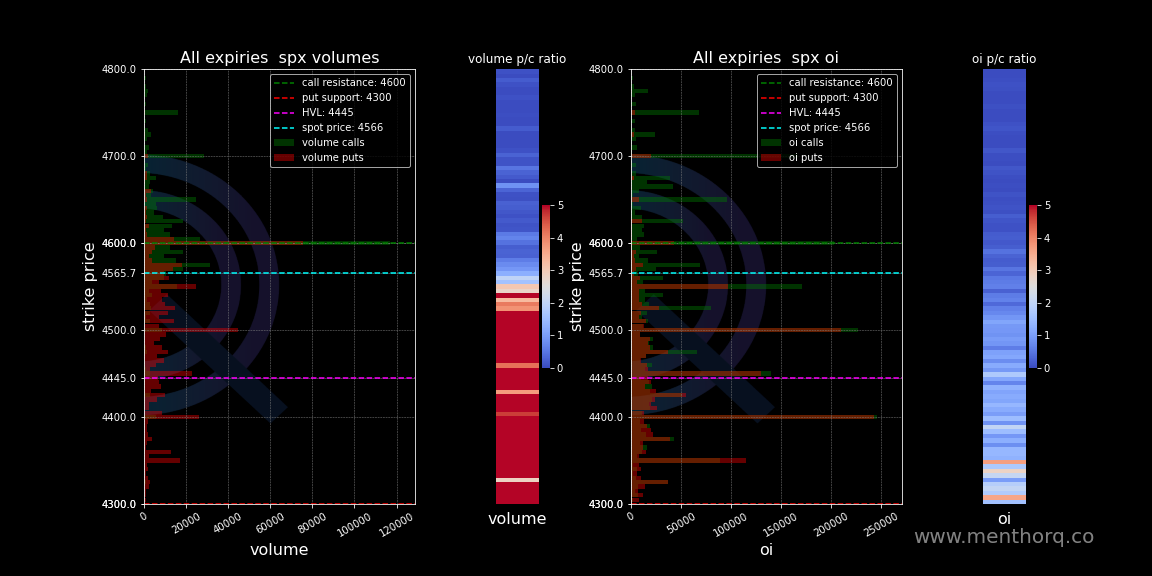 All expiries  spx volumes
call resistance: 4600
put support: 4300
HVL: 4445
spot price: 4566
volume calls
volume puts
strike price
4800.0
4700.0
4600.0
4565.7
4500.0
4445.0
4400.0
4300.0
0
20000
40000
60000
80000
100000
120000
volume
volume p/c ratio
5
4
3
2
1
0
volume
All expiries  spx oi
call resistance: 4600
put support: 4300
HVL: 4445
spot price: 4566
oi calls
oi puts
strike price
4800.0
4700.0
4600.0
4565.7
4500.0
4445.0
4400.0
4300.0
0
50000
100000
150000
200000
250000
oi
oi p/c ratio
5
4
3
2
1
0
oi
www.menthorq.co